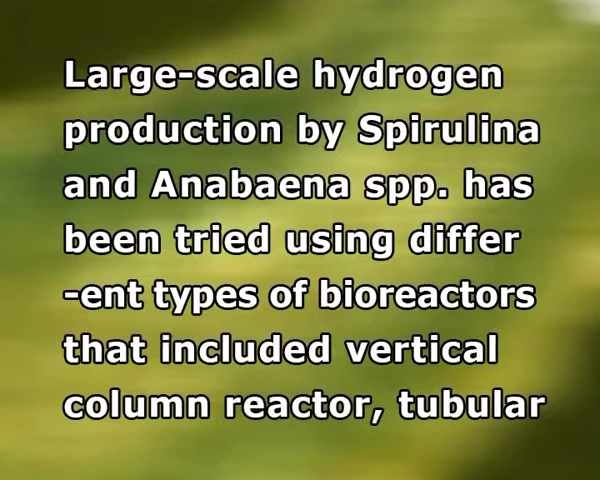 Large-scale hydrogen
production by Spirulina
and Anabaena spp. has
been tried using differ
-ent types of bioreactors
that included vertical
column reactor, tubular